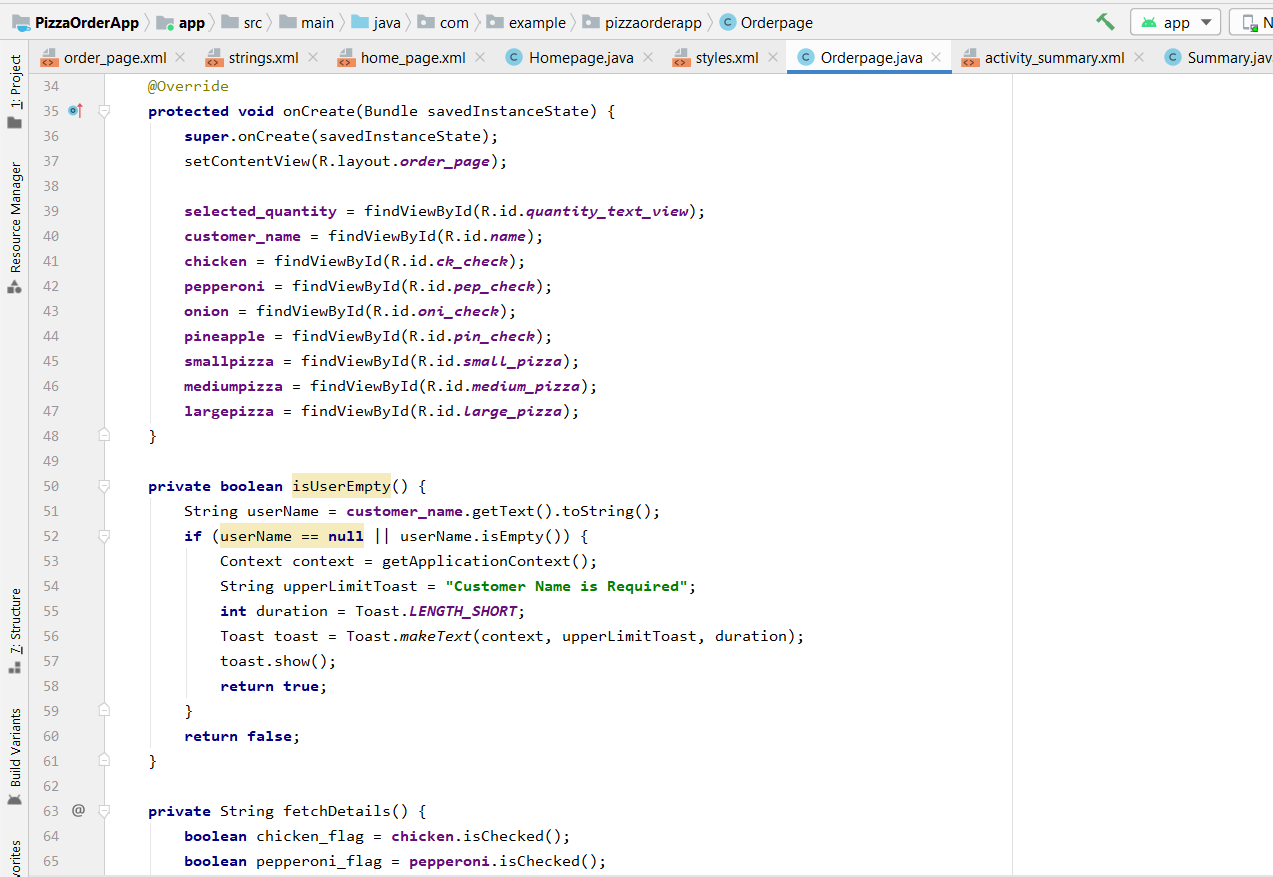 PizzaOrderApp app src main java com example pizzaorderapp C Orderpage app N
order_page.xml strings.xml home_page.xml C Homepage.java styles.xml C Orderpage.java activity_summary.xml C Summary.java
1: Project
Resource Manager
7: Structure
Build Variants
vorites
34 @Override
35 protected void onCreate(Bundle savedInstanceState) {
36 super.onCreate(savedInstanceState);
37 setContentView(R.layout.order_page);
38
39 selected_quantity = findViewById(R.id.quantity_text_view);
40 customer_name = findViewById(R.id.name);
41 chicken = findViewById(R.id.ck_check);
42 pepperoni = findViewById(R.id.pep_check);
43 onion = findViewById(R.id.oni_check);
44 pineapple = findViewById(R.id.pin_check);
45 smallpizza = findViewById(R.id.small_pizza);
46 mediumpizza = findViewById(R.id.medium_pizza);
47 largepizza = findViewById(R.id.large_pizza);
48 }
49
50 private boolean isUserEmpty() {
51 String userName = customer_name.getText().toString();
52 if (userName == null || userName.isEmpty()) {
53 Context context = getApplicationContext();
54 String upperLimitToast = "Customer Name is Required";
55 int duration = Toast.LENGTH_SHORT;
56 Toast toast = Toast.makeText(context, upperLimitToast, duration);
57 toast.show();
58 return true;
59 }
60 return false;
61 }
62
63 @ private String fetchDetails() {
64 boolean chicken_flag = chicken.isChecked();
65 boolean pepperoni_flag = pepperoni.isChecked();